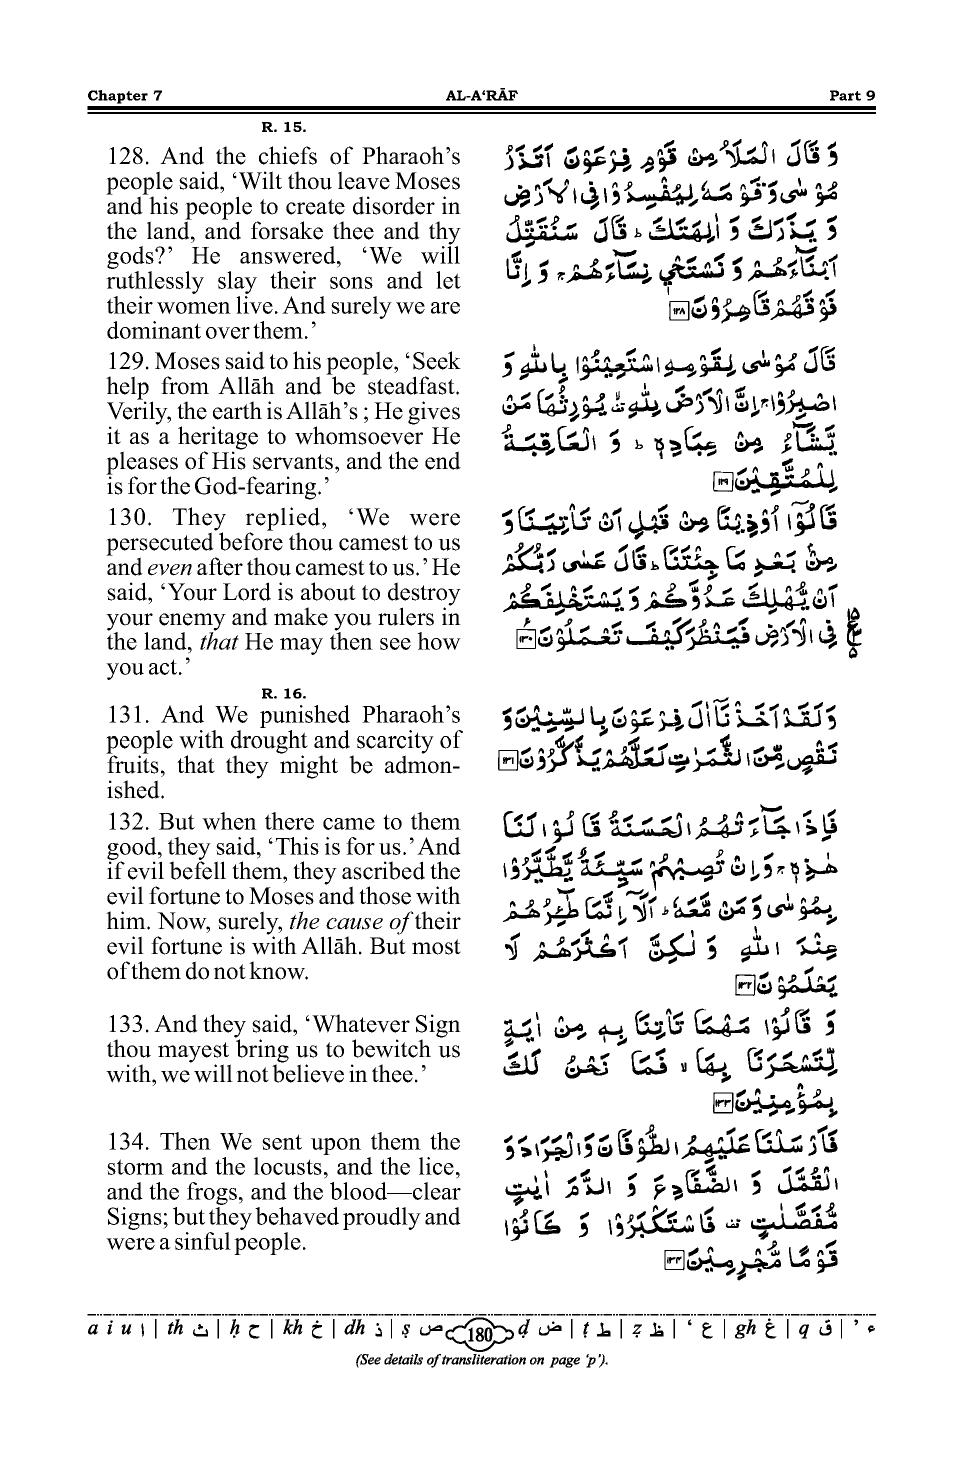 Chapter 7 AL-A‘RĀF Part 9
R. 15.
128. And the chiefs of Pharaoh’s
people said, ‘Wilt thou leave Moses
and his people to create disorder in
the land, and forsake thee and thy
gods?’ He answered, ‘We will
ruthlessly slay their sons and let
their women live. And surely we are
dominant over them.’
129. Moses said to his people, ‘Seek
help from Allāh and be steadfast.
Verily, the earth is Allāh’s ; He gives
it as a heritage to whomsoever He
pleases of His servants, and the end
is for the God-fearing.’
130. They replied, ‘We were
persecuted before thou camest to us
and even after thou camest to us.’ He
said, ‘Your Lord is about to destroy
your enemy and make you rulers in
the land, that He may then see how
you act.’
R. 16.
131. And We punished Pharaoh’s
people with drought and scarcity of
fruits, that they might be admon-
ished.
132. But when there came to them
good, they said, ‘This is for us.’ And
if evil befell them, they ascribed the
evil fortune to Moses and those with
him. Now, surely, the cause of their
evil fortune is with Allāh. But most
of them do not know.
133. And they said, ‘Whatever Sign
thou mayest bring us to bewitch us
with, we will not believe in thee.’
134. Then We sent upon them the
storm and the locusts, and the lice,
and the frogs, and the blood—clear
Signs; but they behaved proudly and
were a sinful people.
وَ قَالَ الْمَلَاُ مِنْ قَوْمِ فِرْعَوْنَ اَتَذَرُ
مُوْسٰى وَ قَوْمَهٗ لِيُفْسِدُوْا فِى الْاَرْضِ
وَ يَذَرَكَ وَ اٰلِهَتَكَ ؕ قَالَ سَنُقَتِّلُ
اَبْنَآءَهُمْ وَ نَسْتَحْىٖ نِسَآءَهُمْ ۚ وَ اِنَّا
فَوْقَهُمْ قَاهِرُوْنَ ۱۲۸
قَالَ مُوْسٰى لِقَوْمِهِ اسْتَعِيْنُوْا بِاللّٰهِ وَ
اصْبِرُوْا ۚ اِنَّ الْاَرْضَ لِلّٰهِ ۟ۙ يُوْرِثُهَا مَنْ
يَّشَآءُ مِنْ عِبَادِهٖ ؕ وَ الْعَاقِبَةُ
لِلْمُتَّقِيْنَ ۱۲۹
قَالُوْۤا اُوْذِيْنَا مِنْ قَبْلِ اَنْ تَاْتِيَنَا وَ
مِنْۢ بَعْدِ مَا جِئْتَنَا ؕ قَالَ عَسٰى رَبُّكُمْ
اَنْ يُّهْلِكَ عَدُوَّكُمْ وَ يَسْتَخْلِفَكُمْ
فِى الْاَرْضِ فَيَنْظُرَ كَيْفَ تَعْمَلُوْنَ ۱۳۰
وَ لَقَدْ اَخَذْنَاۤ اٰلَ فِرْعَوْنَ بِالسِّنِيْنَ وَ
نَقْصٍ مِّنَ الثَّمَرٰتِ لَعَلَّهُمْ يَذَّكَّرُوْنَ ۱۳۱
فَاِذَا جَآءَتْهُمُ الْحَسَنَةُ قَالُوْا لَنَا
هٰذِهٖ ۚ وَ اِنْ تُصِبْهُمْ سَيِّئَةٌ يَّطَّيَّرُوْا
بِمُوْسٰى وَ مَنْ مَّعَهٗ ؕ اَلَاۤ اِنَّمَا طٰٓئِرُهُمْ
عِنْدَ اللّٰهِ وَ لٰكِنَّ اَكْثَرَهُمْ لَا
يَعْلَمُوْنَ ۱۳۲
وَ قَالُوْا مَهْمَا تَاْتِنَا بِهٖ مِنْ اٰيَةٍ
لِّتَسْحَرَنَا بِهَا ۙ فَمَا نَحْنُ لَكَ
بِمُؤْمِنِيْنَ ۱۳۳
فَاَرْسَلْنَا عَلَيْهِمُ الطُّوْفَانَ وَ الْجَرَادَ وَ
الْقُمَّلَ وَ الضَّفَادِعَ وَ الدَّمَ اٰيٰتٍ
مُّفَصَّلٰتٍ ۟ فَاسْتَكْبَرُوْا وَ كَانُوْا
قَوْمًا مُّجْرِمِيْنَ ۱۳۴
a i u ا | th ث | ḥ ح | kh خ | dh ذ | ṣ ص 180 ḍ ض | ṭ ط | ẓ ظ | ‘ ع | gh غ | q ق | ’ ء
(See details of transliteration on page ‘p’).